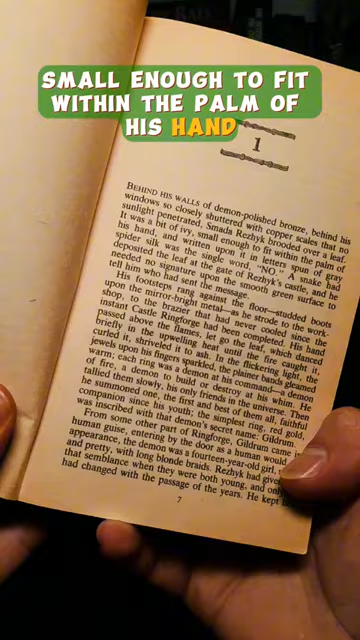 SMALL ENOUGH TO FIT
WITHIN THE PALM OF
HIS HAND
1
BEHIND HIS WALLS of demon-polished bronze, behind his
windows so closely shuttered with copper scales that no
sunlight penetrated, Smada Rezhyk brooded over a leaf.
It was a bit of ivy, small enough to fit within the palm of
his hand, and written upon it in letters spun of gray
spider silk was the single word, "NO." A snake had
deposited the leaf at the gate of Rezhyk's castle, and he
needed no signature upon the smooth green surface to
tell him who had sent the message.
His footsteps rang against the floor—studded boots
upon the mirror-bright metal—as he strode to the work-
shop, to the brazier that had never cooled since the
instant Castle Ringforge had been completed. His hand
passed above the flames, let go the leaf, which danced
briefly in the upwelling heat until the fire caught it,
curled it, shriveled it to ash. In the flickering light, the
jewels upon his fingers sparkled, the planer bands gleamed
warm; each ring was a demon at his command—a demon
of fire, a demon to build or destroy at his whim. He
tallied them slowly, his only friends in the universe. Then
he summoned one, the first and best of them all, faithful
companion since his youth; the simplest ring, red gold,
was inscribed with that demon's secret name: Gildrum.
From some other part of Ringforge, Gildrum came in
human guise, entering by the door as a human would
appearance, the demon was a fourteen-year-old girl,
and pretty, with long blonde braids. Rezhyk had given
that semblance when they were both young, and only
had changed with the passage of the years. He kept
7